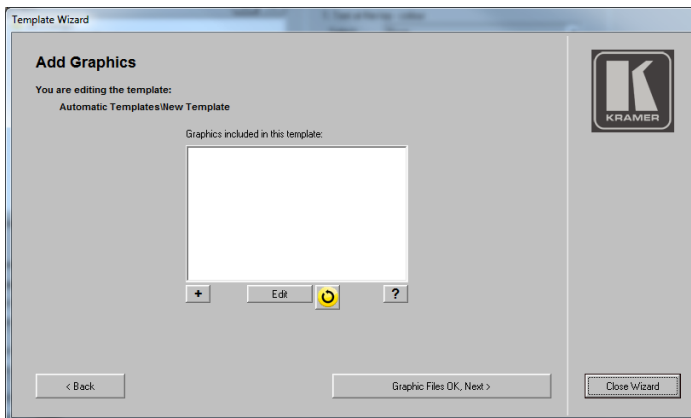 Template Wizard
Add Graphics
You are editing the template:
Automatic Templates\New Template
Graphics included in this template:
+
Edit
?
< Back
Graphic Files OK, Next >
Close Wizard
K
KRAMER